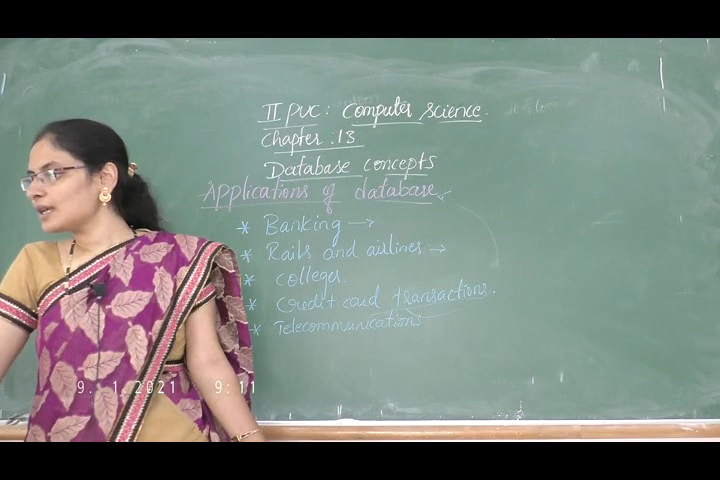 II PUC: Computer Science.
Chapter .13
Database concepts
Applications of database
* Banking →
* Rails and airlines →
* Colleges.
* Credit card transactions.
* Telecommunications
9. 1.2021 9:11